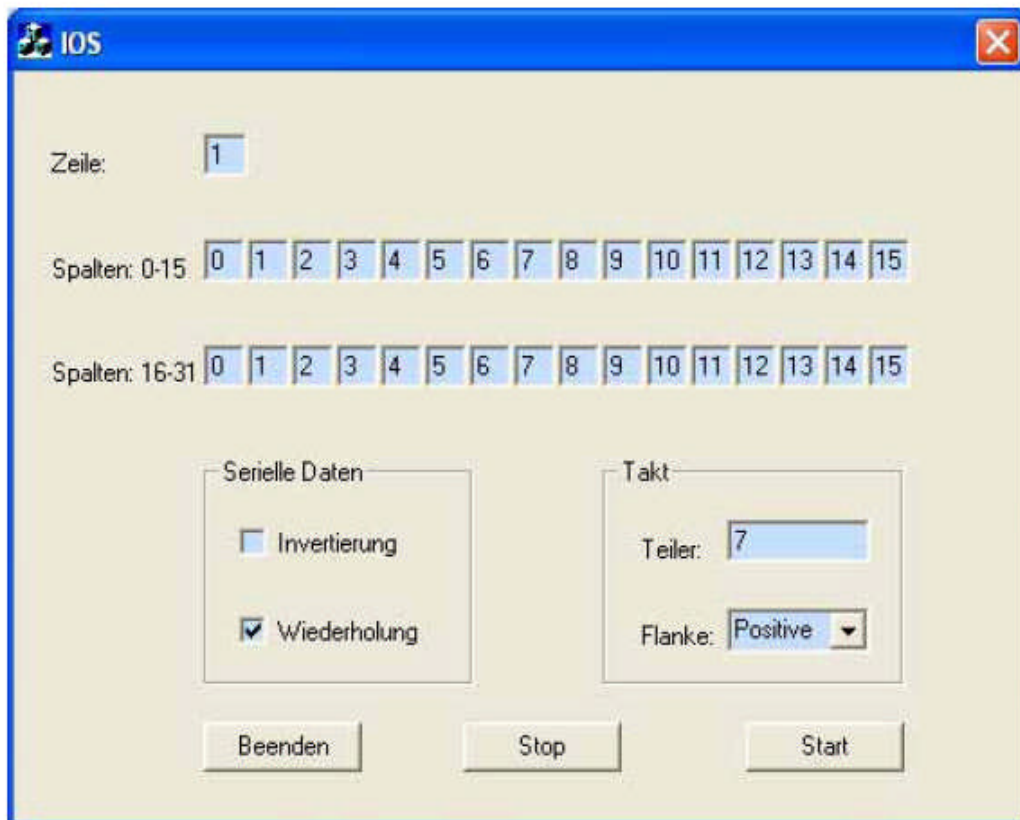 IOS
Zeile: 1
Spalten: 0-15 0 1 2 3 4 5 6 7 8 9 10 11 12 13 14 15
Spalten: 16-31 0 1 2 3 4 5 6 7 8 9 10 11 12 13 14 15
Serielle Daten
Invertierung
Wiederholung
Takt
Teiler: 7
Flanke: Positive
Beenden Stop Start